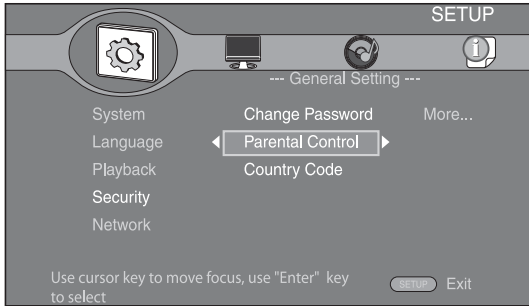 SETUP
--- General Setting ---
System
Language
Playback
Security
Network
Change Password
Parental Control
Country Code
More...
Use cursor key to move focus, use "Enter" key
to select
SETUP Exit